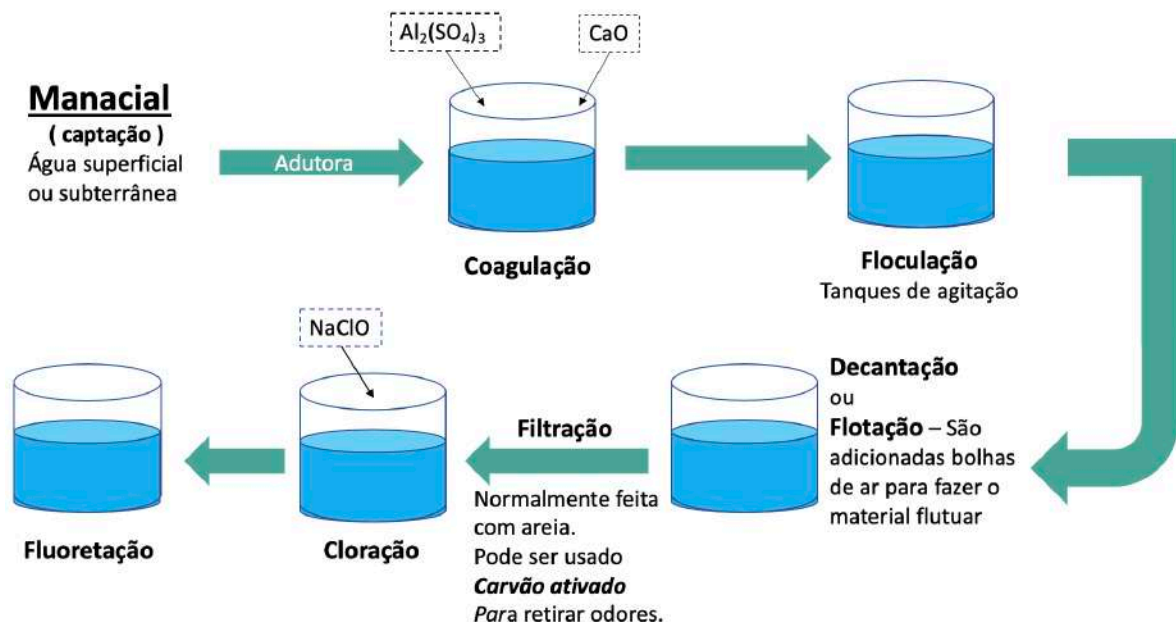 Al₂(SO₄)₃
CaO
Manacial
( captação )
Água superficial
ou subterrânea
Adutora
Coagulação
Floculação
Tanques de agitação
NaClO
Decantação
ou
Flotação – São
adicionadas bolhas
de ar para fazer o
material flutuar
Filtração
Normalmente feita
com areia.
Pode ser usado
Carvão ativado
Para retirar odores.
Cloração
Fluoretação